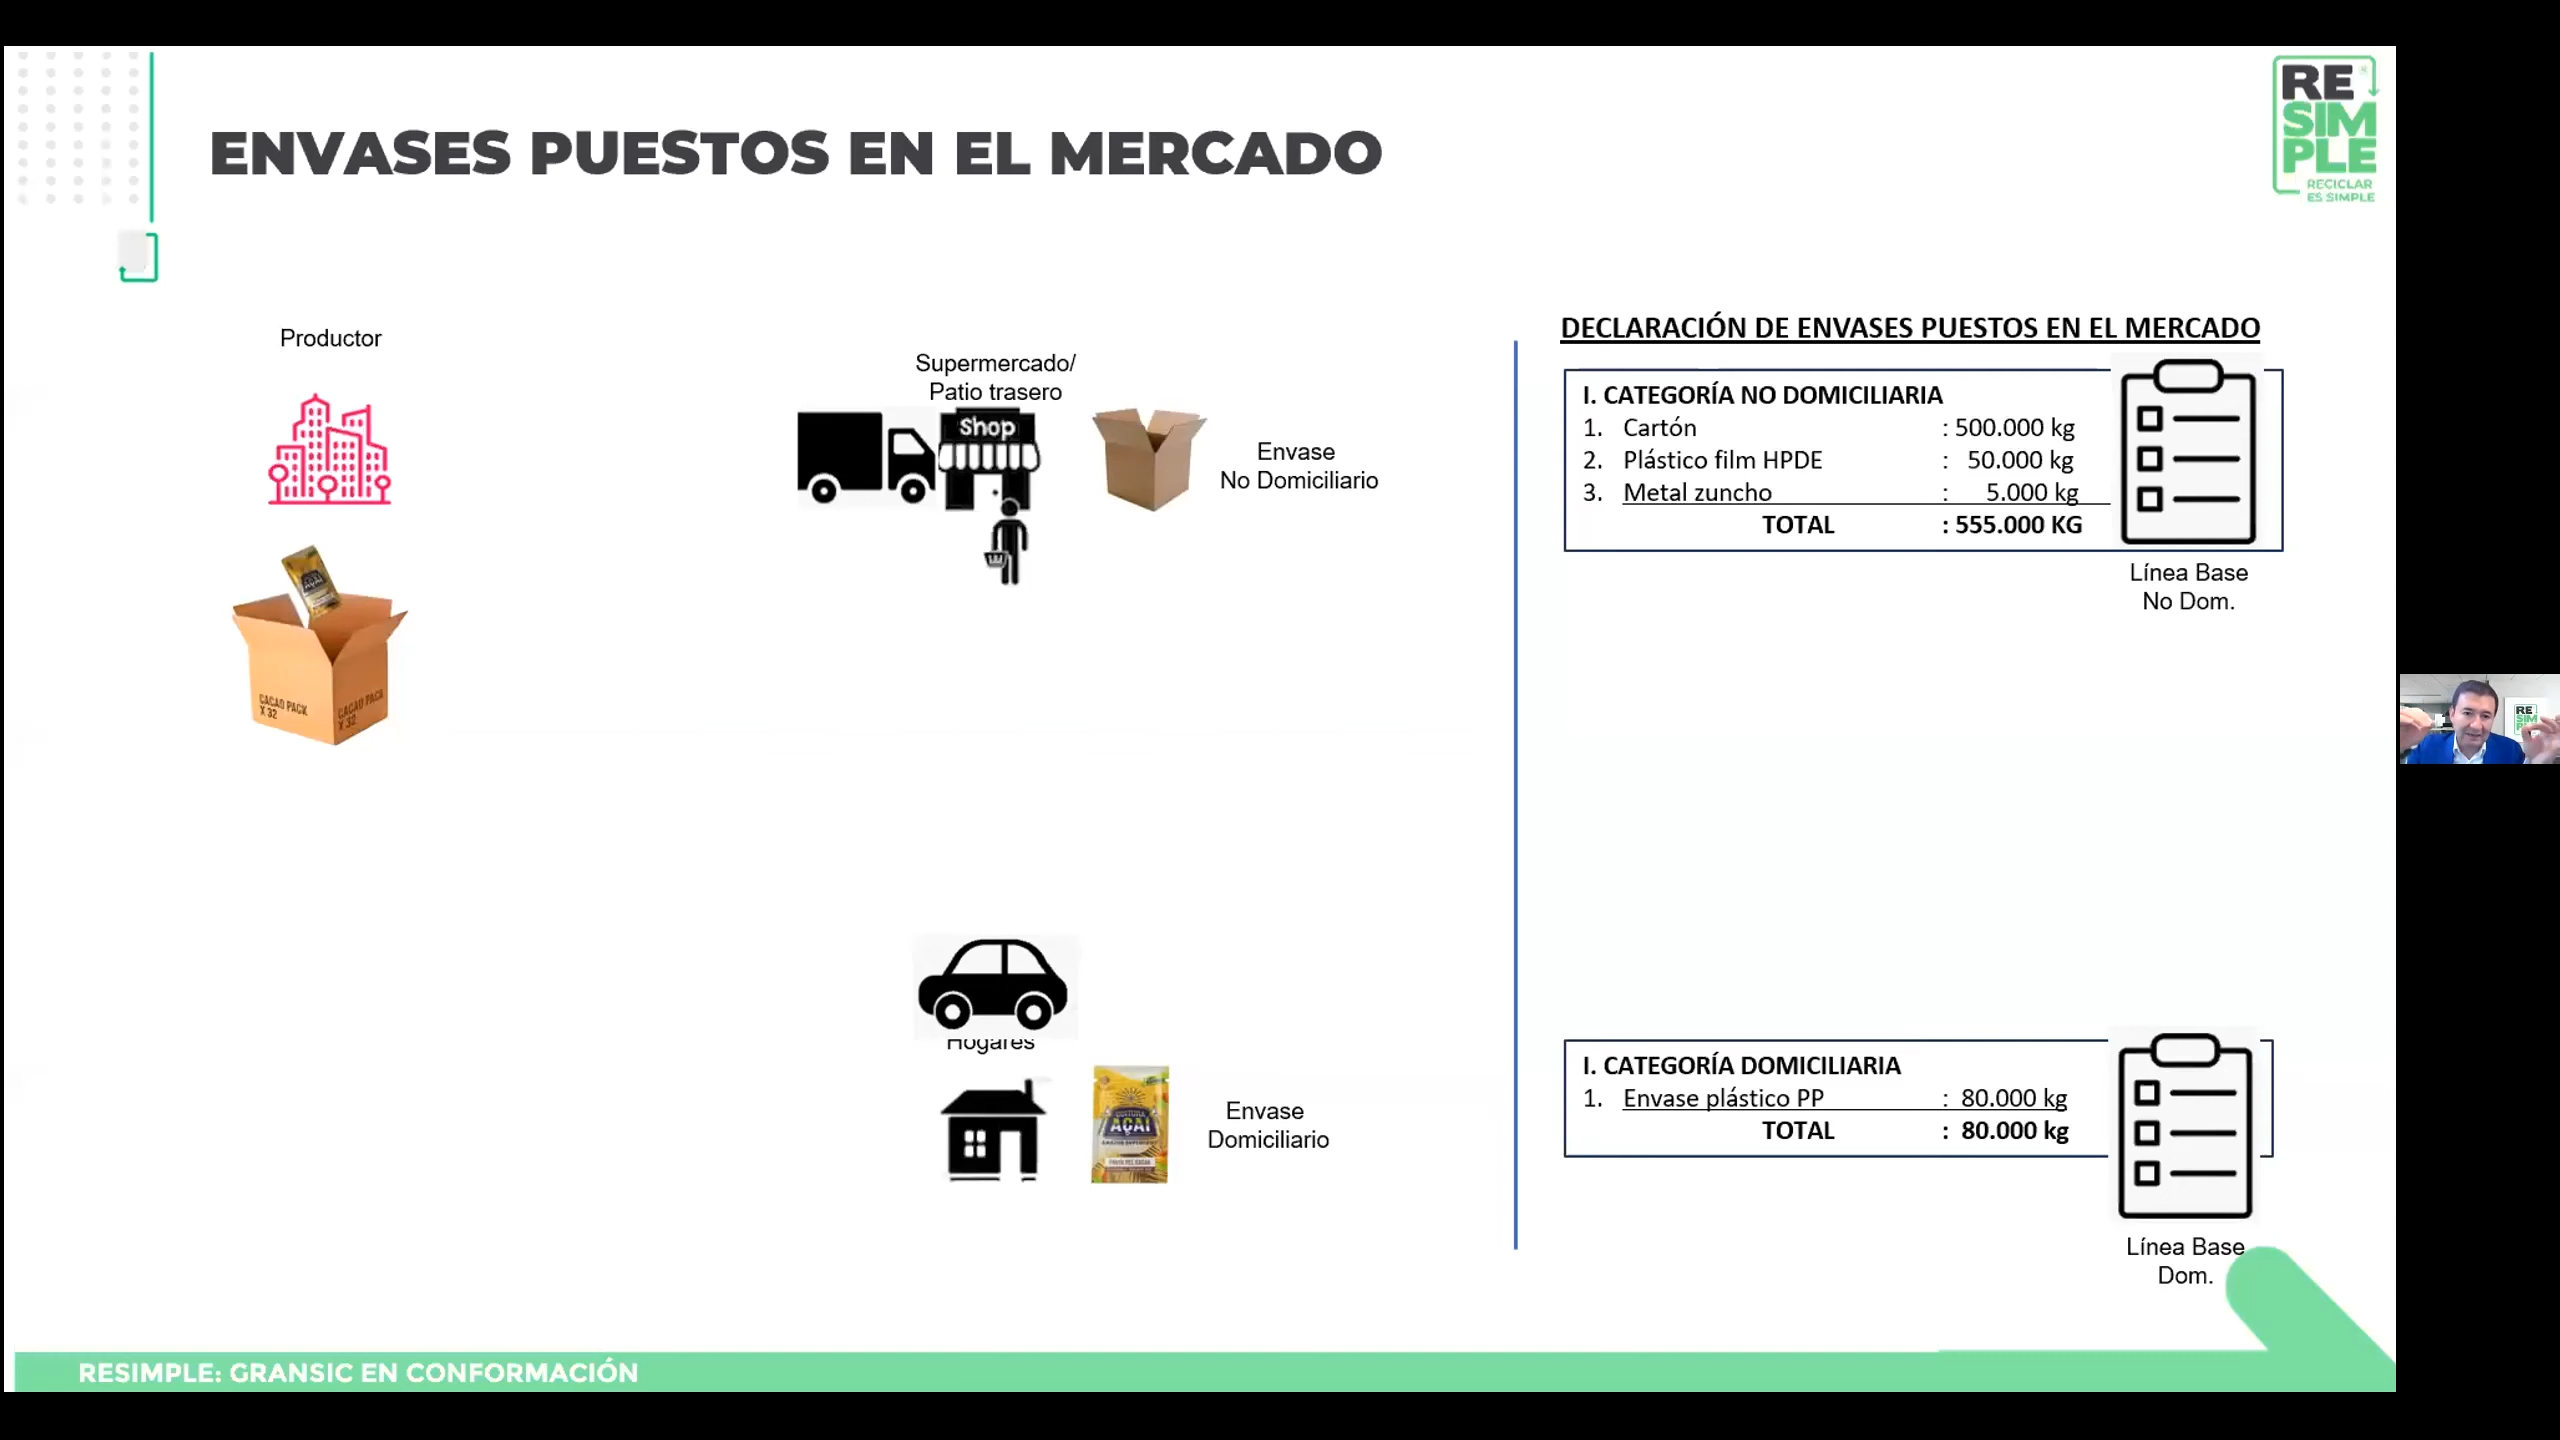 ENVASES PUESTOS EN EL MERCADO
RE
SIM
PLE
RECICLAR
ES SIMPLE
Productor
CACAO PACK
X 32
CACAO PACK
X 32
AÇAI
Supermercado/
Patio trasero
Shop
Envase
No Domiciliario
Hogares
AÇAI
Envase
Domiciliario
DECLARACIÓN DE ENVASES PUESTOS EN EL MERCADO
I. CATEGORÍA NO DOMICILIARIA
1. Cartón : 500.000 kg
2. Plástico film HPDE : 50.000 kg
3. Metal zuncho : 5.000 kg
TOTAL : 555.000 KG
Línea Base
No Dom.
I. CATEGORÍA DOMICILIARIA
1. Envase plástico PP : 80.000 kg
TOTAL : 80.000 kg
Línea Base
Dom.
RE
SIM
RESIMPLE: GRANSIC EN CONFORMACIÓN